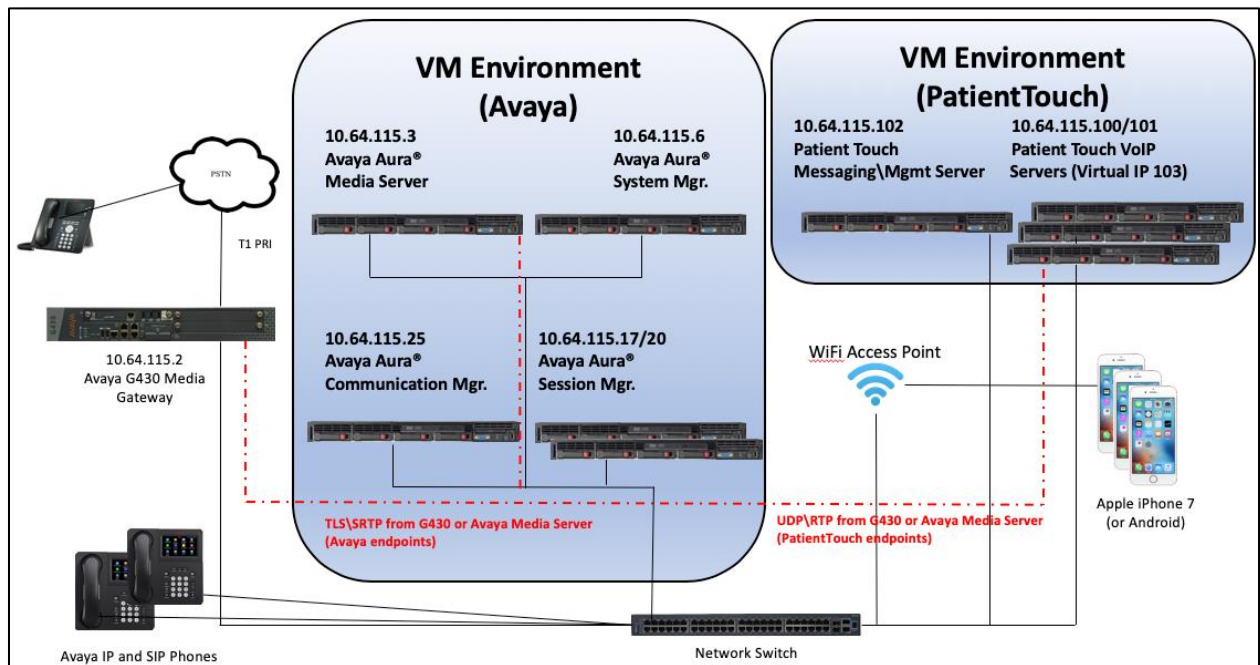 VM Environment
(Avaya)
VM Environment
(PatientTouch)
10.64.115.3
Avaya Aura®
Media Server
10.64.115.6
Avaya Aura®
System Mgr.
10.64.115.102
Patient Touch
Messaging\Mgmt Server
10.64.115.100/101
Patient Touch VoIP
Servers (Virtual IP 103)
PSTN
T1 PRI
10.64.115.2
Avaya G430 Media
Gateway
10.64.115.25
Avaya Aura®
Communication Mgr.
10.64.115.17/20
Avaya Aura®
Session Mgr.
WiFi Access Point
Apple iPhone 7
(or Android)
TLS\SRTP from G430 or Avaya Media Server
(Avaya endpoints)
UDP\RTP from G430 or Avaya Media Server
(PatientTouch endpoints)
Avaya IP and SIP Phones
Network Switch